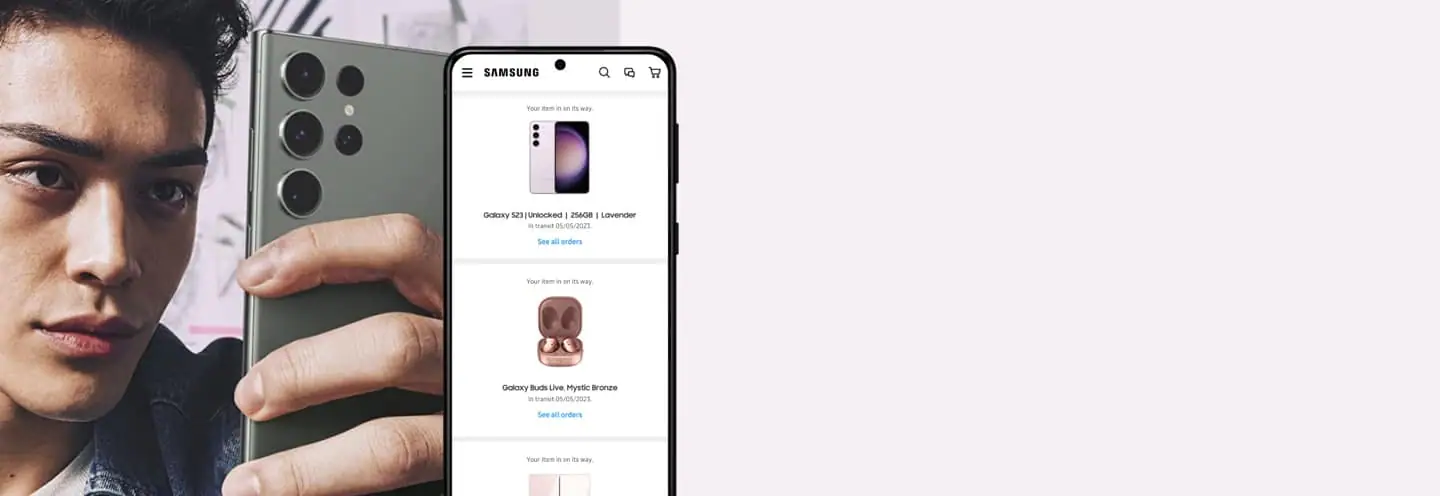 SAMSUNG
Your item in on its way.
Galaxy S23 | Unlocked | 256GB | Lavender
In transit 05/05/2023.
See all orders
Your item in on its way.
Galaxy Buds Live, Mystic Bronze
In transit 05/05/2023.
See all orders
Your item in on its way.